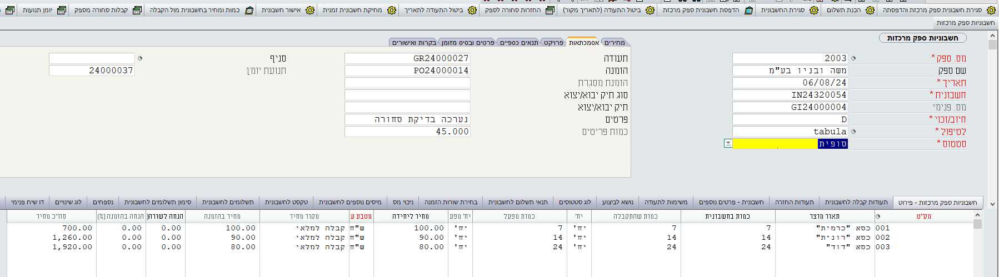 סגירת חשבונית ספק מרכזת והדפסתה הכנת תשלום סגירת החשבונית הדפסת חשבונית ספק מרכזת ביטול התעודה (לתאריך מקור) החזרות סחורה לספק ביטול התעודה לתאריך מחיקת חשבונית זמנית אישור חשבונית כמות ומחיר בחשבונית מול הקבלה קבלות סחורה מספק יומן תנועות
חשבוניות ספק מרכזות
חשבוניות ספק מרכזות
מחירים אסמכתאות פרויקט תנאים כספיים פרטים ובסיס מזומן בקרות ואישורים
מס. ספק * 2003 תעודה GR24000027 סניף
שם ספק משה ובניו בע"מ הזמנה PO24000014 תנועת יומן 24000037
תאריך * 06/08/24 הזמנת מסגרת
חשבונית * IN24320054 סוג תיק יבוא/יצוא
מס. פנימי GI24000004 תיק יבוא/יצוא
חיוב/זכוי * D פרטים נערכה בדיקת סחורה
לטיפול * tabula כמות פריטים 45.000
סטטוס * סופית
חשבוניות ספק מרכזות - פירוט תעודות קבלה לחשבונית תעודות החזרה חשבונית - פרטים נוספים משימות לתעודה נושא לביצוע לוג סטטוסים תנאי תשלום לחשבונית בחירת שורות הזמנה ניכוי מס מיסים נוספים לחשבונית טקסט לחשבונית תשלומים לחשבונית סימון תשלומים לחשבונית נספחים לוג שינויים דו שיח פנימי
מק"ט תאור מוצר כמות בחשבונית כמות שהתקבלה יח' כמות מפעל יח' מפע מחיר ליחידה מטבע ש מקור מחיר מחיר בהזמנה הנחה לשורה( הנחה בהזמנה (%) סה"כ מחיר
001 כסא "כרמית" 7 7 יח' 7 יח' 100.00 ש"ח קבלה למלאי 100.00 0.00 0.00 700.00
002 כסא "רונית" 14 14 יח' 14 יח' 90.00 ש"ח קבלה למלאי 90.00 0.00 0.00 1,260.00
003 כסא "דוד" 24 24 יח' 24 יח' 80.00 ש"ח קבלה למלאי 80.00 0.00 0.00 1,920.00